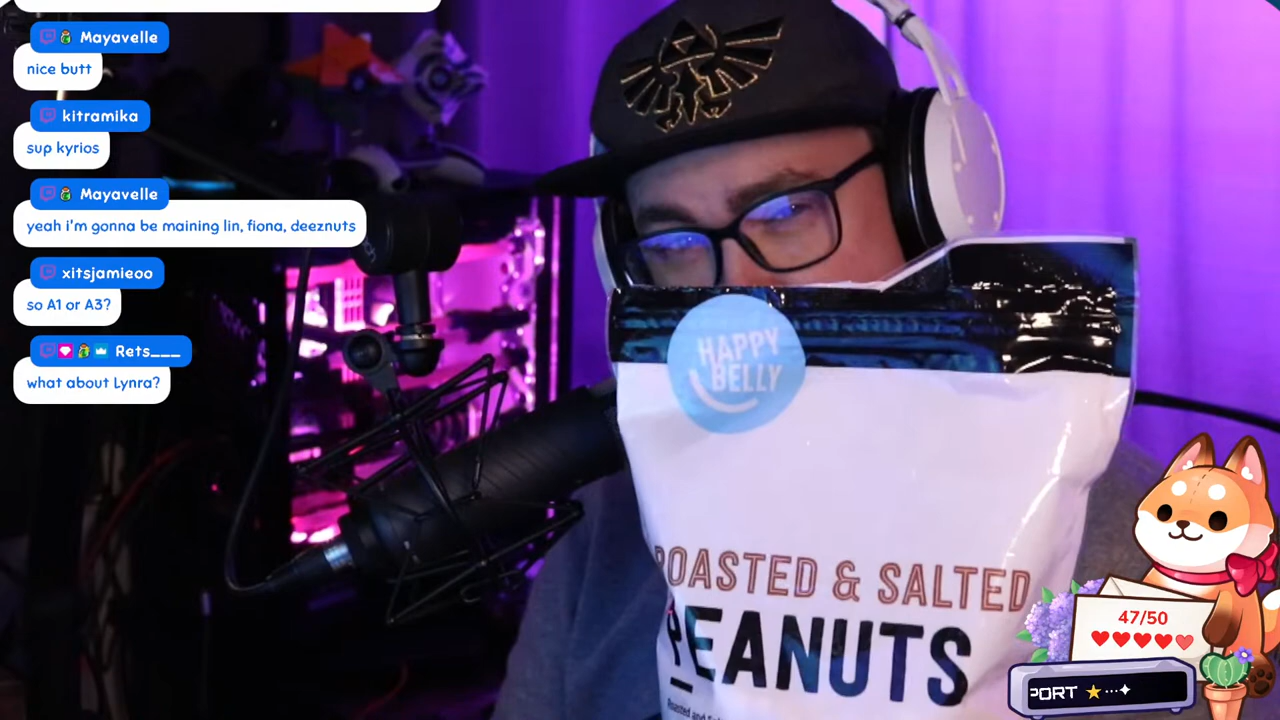 Mayavelle
nice butt
kitramika
sup kyrios
Mayavelle
yeah i'm gonna be maining lin, fiona, deeznuts
xitsjamieoo
so A1 or A3?
Rets___
what about Lynra?
HAPPY
BELLY
ROASTED & SALTED
PEANUTS
47/50
PORT